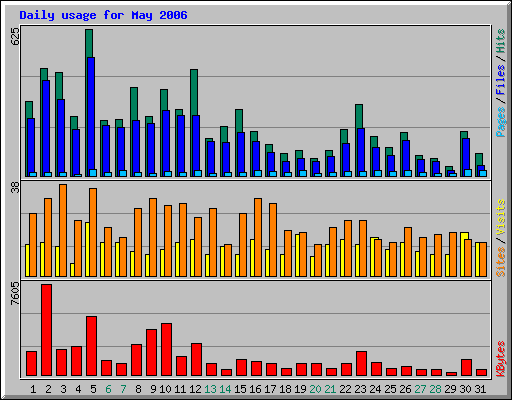 Daily usage for May 2006
625
Pages / Files / Hits
38
Sites / Visits
7605
KBytes
1 2 3 4 5 6 7 8 9 10 11 12 13 14 15 16 17 18 19 20 21 22 23 24 25 26 27 28 29 30 31